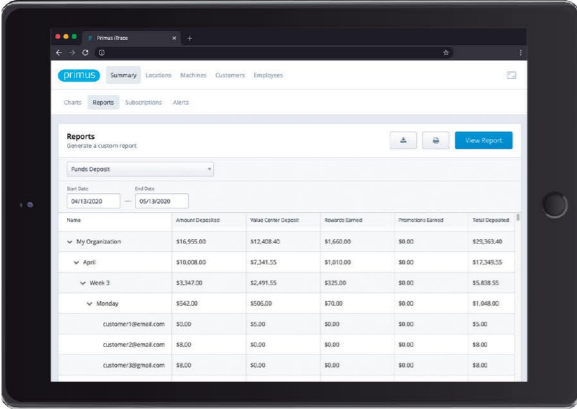 Primus iTrace
primus Summary Locations Machines Customers Employees
Charts Reports Subscriptions Alerts
Reports
Generate a custom report
View Report
Funds Deposit
Start Date End Date
04/13/2020 — 05/13/2020
Name Amount Deposited Value Center Deposit Rewards Earned Promotions Earned Total Deposited
My Organization $16,955.00 $12,408.40 $1,660.00 $0.00 $29,363.40
April $10,008.00 $7,341.55 $1,010.00 $0.00 $17,349.55
Week 3 $3,347.00 $2,491.55 $325.00 $0.00 $5,838.55
Monday $542.00 $506.00 $70.00 $0.00 $1,048.00
customer1@email.com $0.00 $5.00 $0.00 $0.00 $5.00
customer2@email.com $8.00 $0.00 $0.00 $0.00 $8.00
customer3@gmail.com $8.00 $0.00 $0.00 $0.00 $8.00